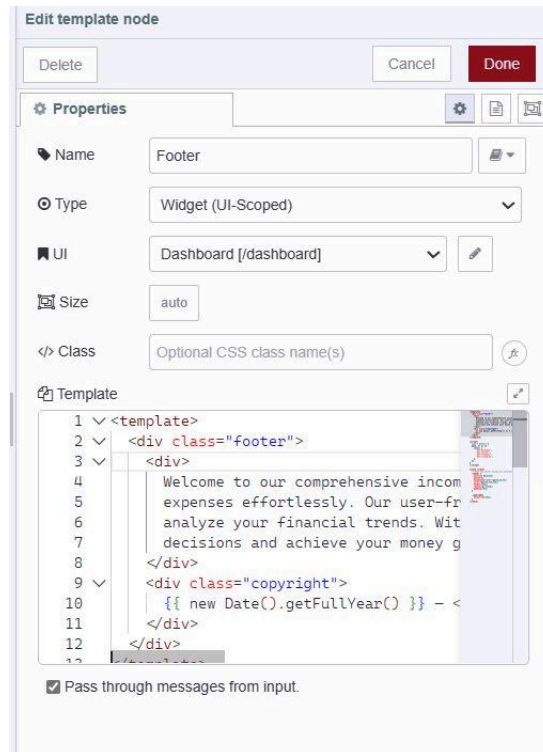 Edit template node
Delete
Cancel
Done
Properties
Name
Footer
Type
Widget (UI-Scoped)
UI
Dashboard [/dashboard]
Size
auto
</> Class
Optional CSS class name(s)
fx
Template
1 <template>
2 <div class="footer">
3 <div>
4 Welcome to our comprehensive incom
5 expenses effortlessly. Our user-fr
6 analyze your financial trends. Wit
7 decisions and achieve your money g
8 </div>
9 <div class="copyright">
10 {{ new Date().getFullYear() }} — <
11 </div>
12 </div>
13 </template>
Pass through messages from input.